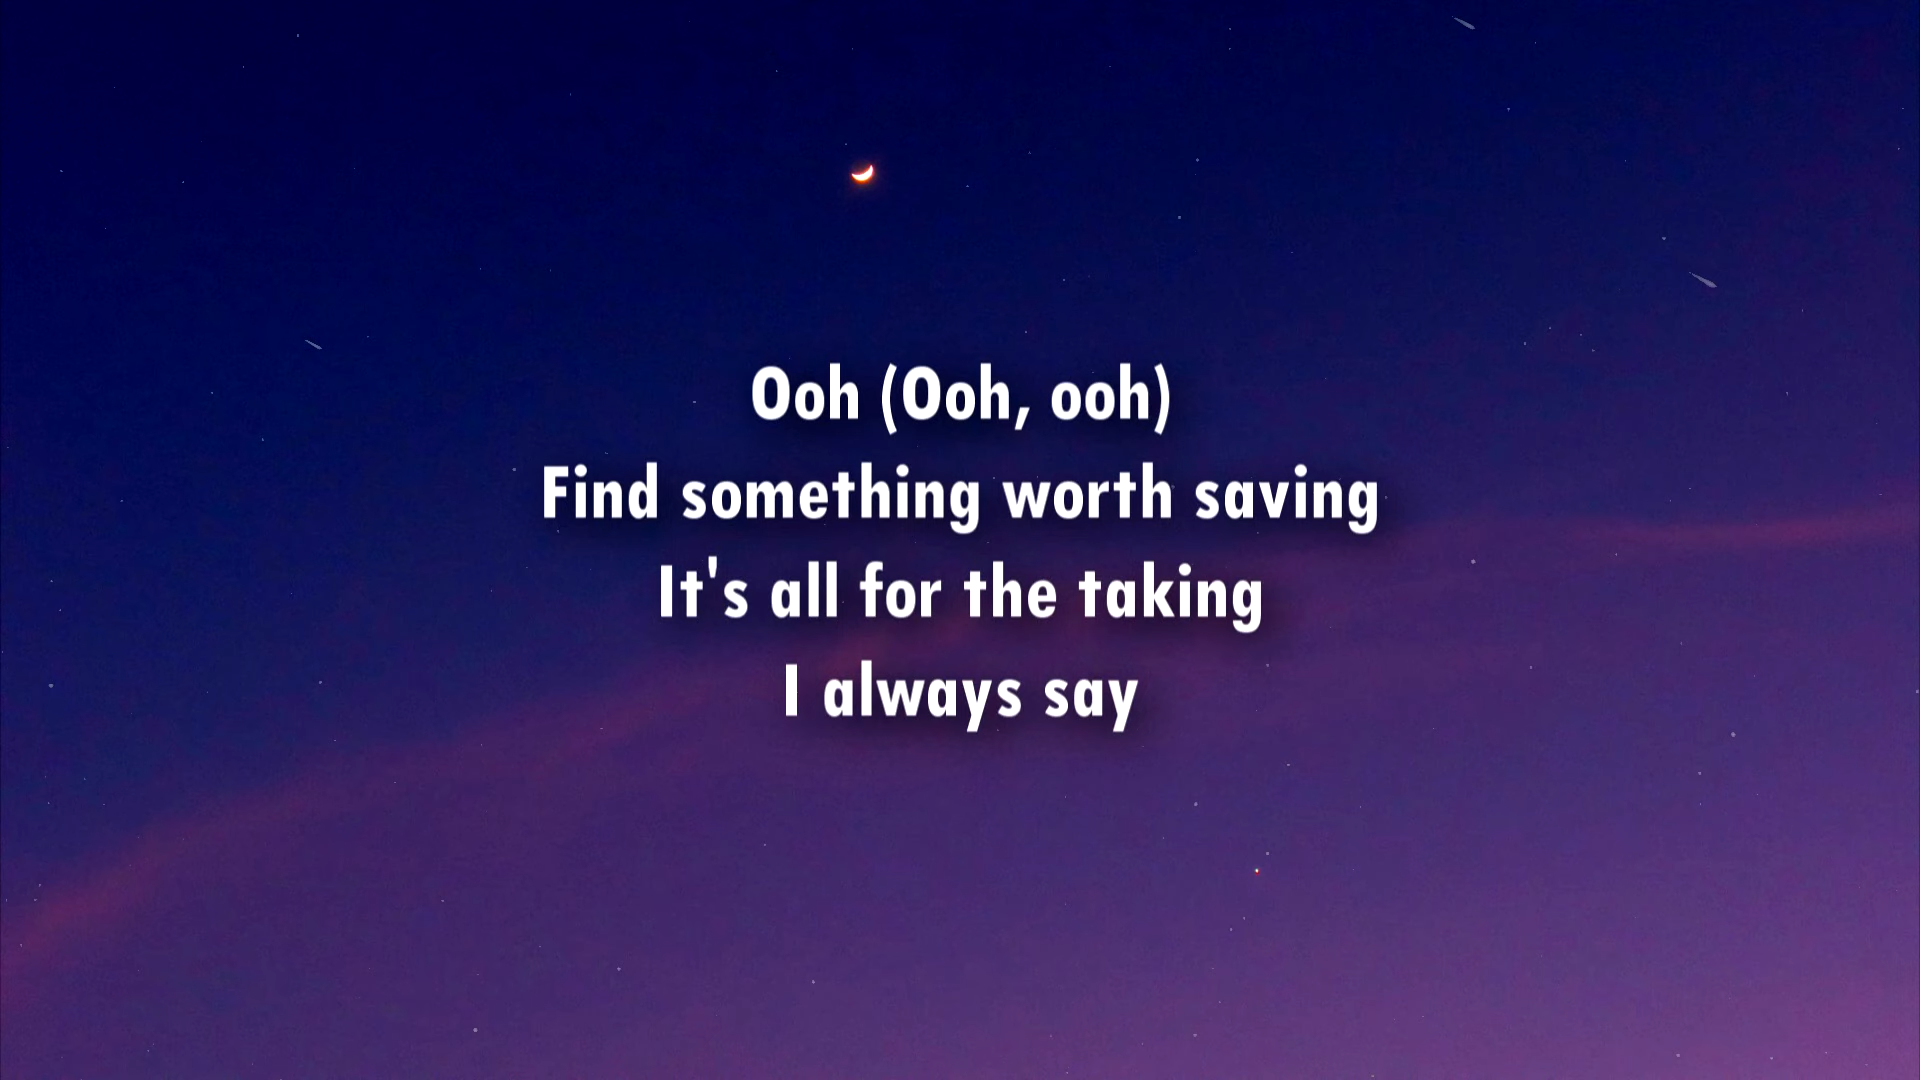 Ooh (Ooh, ooh)
Find something worth saving
It's all for the taking
I always say